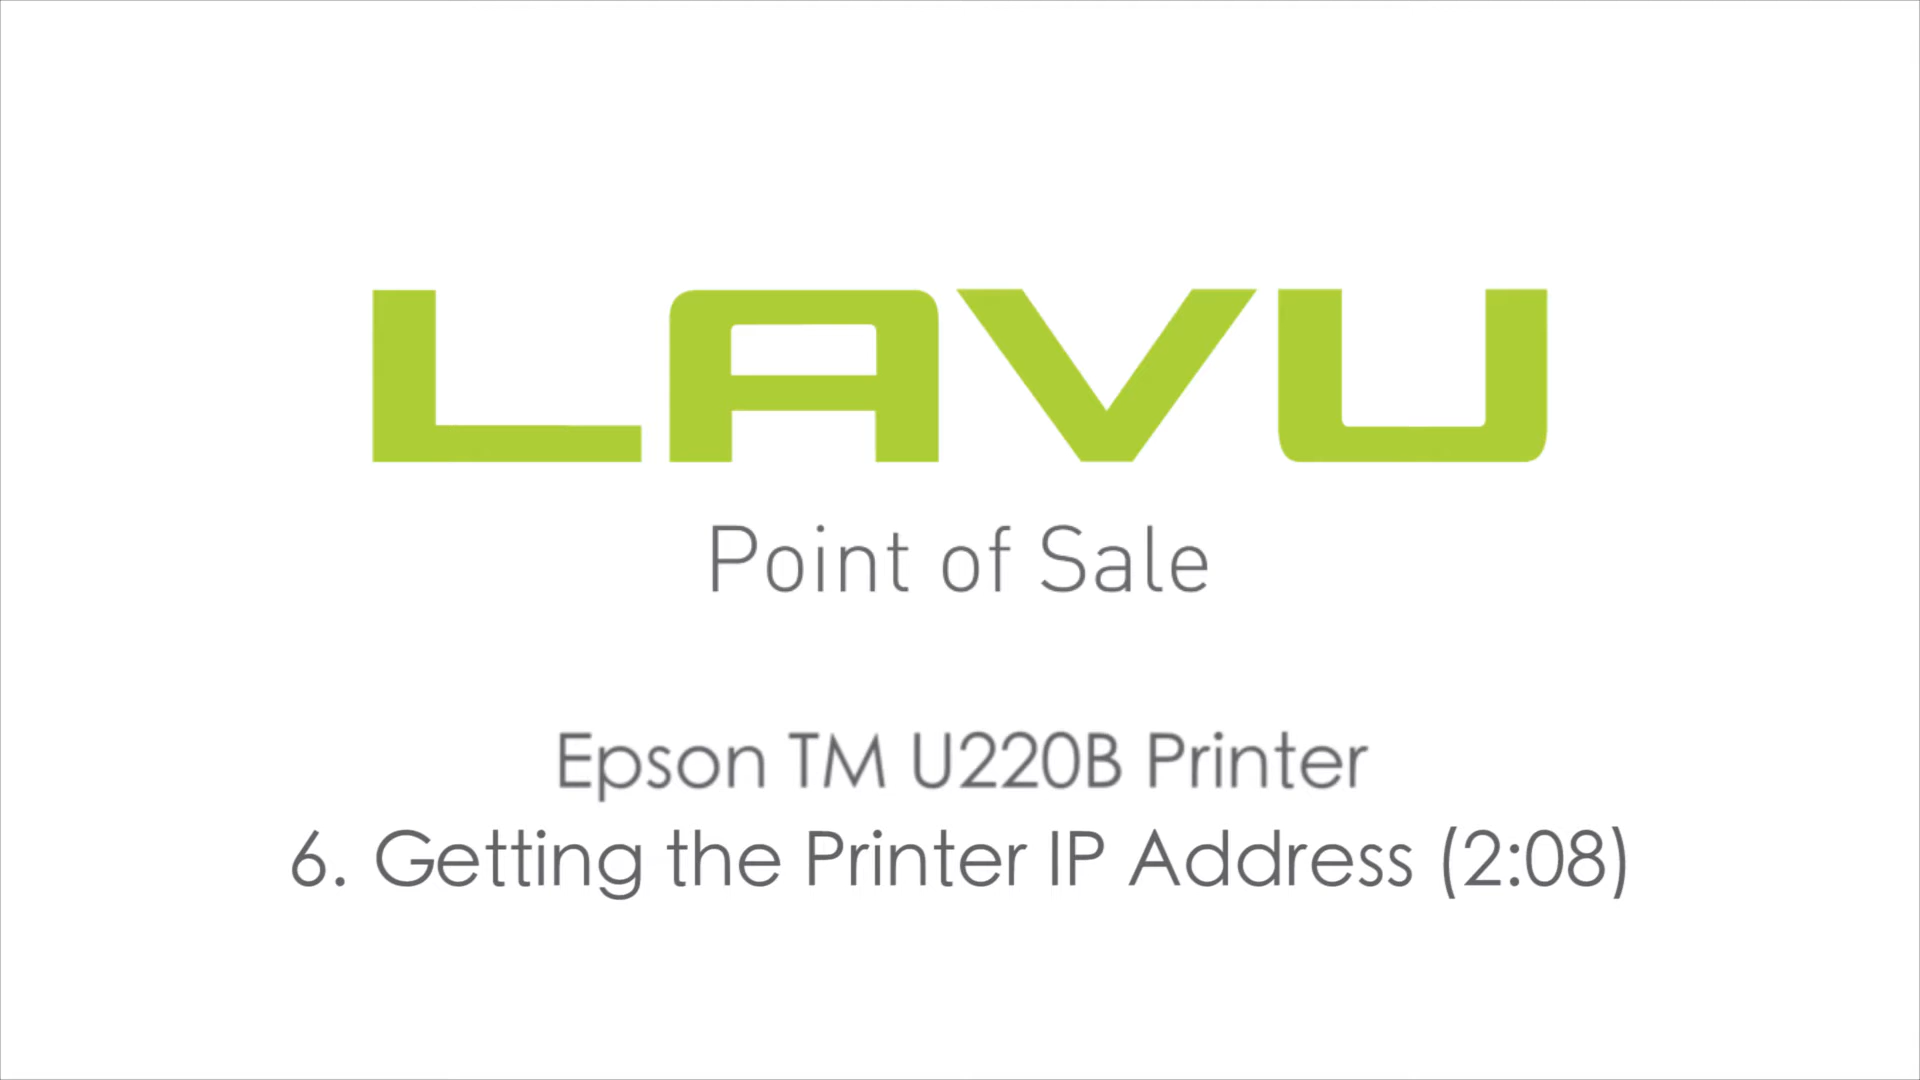 LAVU
Point of Sale
Epson TM U220B Printer
6. Getting the Printer IP Address (2:08)